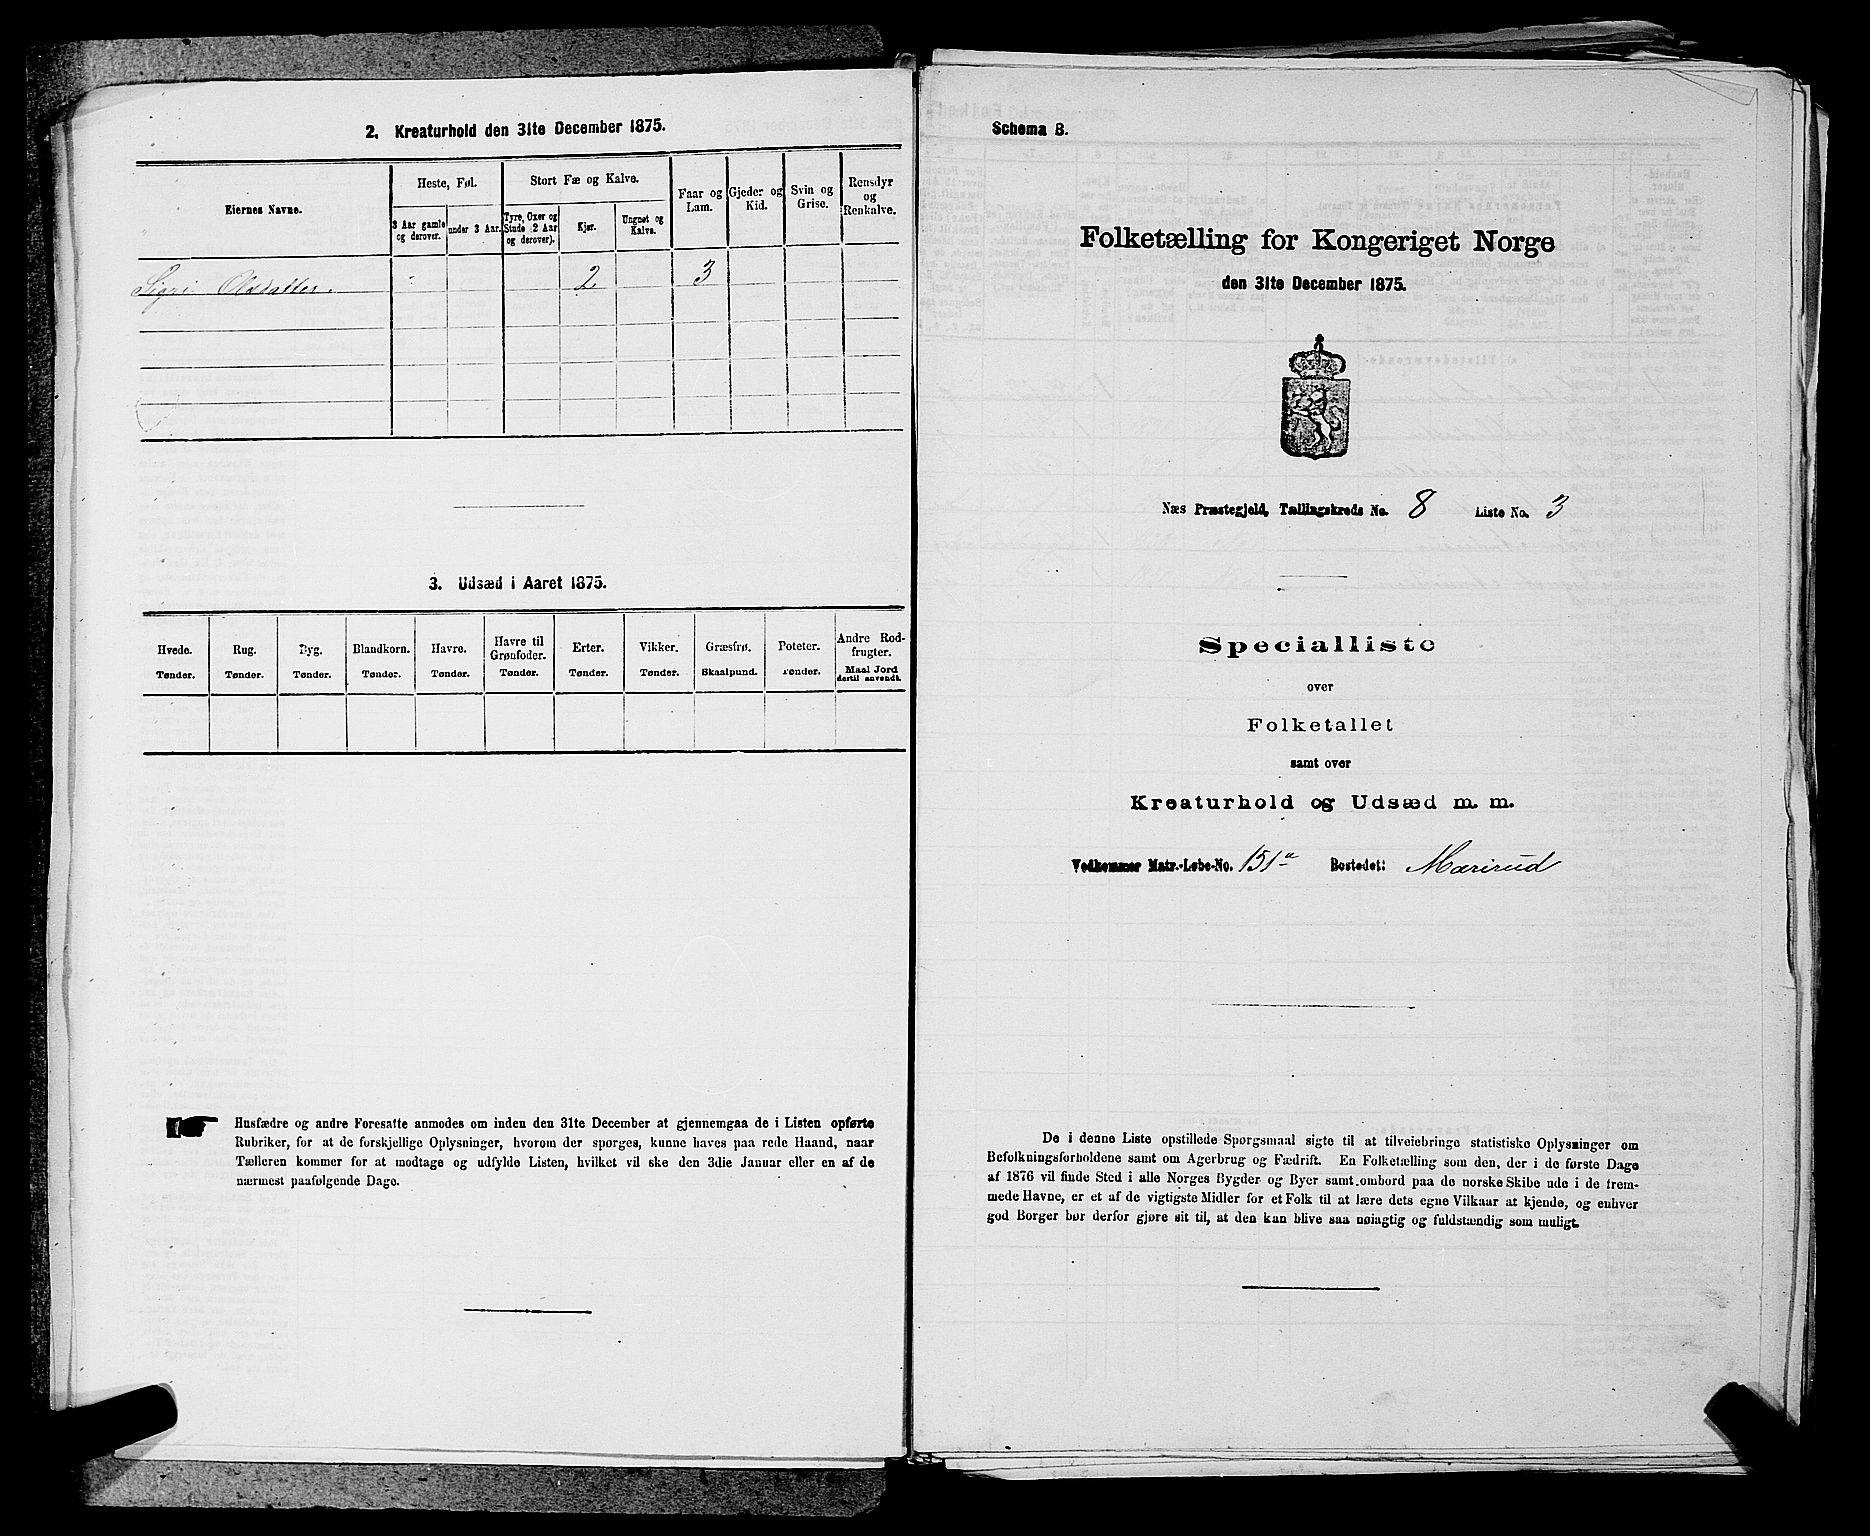 2. Kreaturhold den 31te December 1875.
Eiernes Navne.
Heste, Føl.
Stort Fæ og Kalve.
Faar og Lam.
Gjeder og Kid.
Svin og Grise.
Rensdyr og Renkalve.
3 Aar gamle og derover.
under 3 Aar.
Tyre, Oxer og Stude (2 Aar og derover).
Kjør.
Ungnøt og Kalve.
Sigri Olsdatter. 2 3
3. Udsæd i Aaret 1875.
Hvede. Rug. Byg. Blandkorn. Havre. Havre til Grønfoder. Erter. Vikker. Græsfrø. Poteter. Andre Rodfrugter.
Tønder. Tønder. Tønder. Tønder. Tønder. Tønder. Tønder. Tønder. Skaalpund. Tønder. Maal Jord dertil anvendt.
Husfædre og andre Foresatte anmodes om inden den 31te December at gjennemgaa de i Listen opførte
Rubriker, for at de forskjellige Oplysninger, hvorom der spørges, kunne haves paa rede Haand, naar
Tælleren kommer for at modtage og udfylde Listen, hvilket vil ske den 3die Januar eller en af de
nærmest paafølgende Dage.
Schema B.
Folketælling for Kongeriget Norge
den 31te December 1875.
Næs Præstegjeld, Tællingskreds No. 8 Liste No. 3
Specialliste
over
Folketallet
samt over
Kreaturhold og Udsæd m. m.
Vedkommer Matr.-Løbe-No. 151a Bostedet: Mærirud
De i denne Liste opstillede Spørgsmaal sigte til at tilveiebringe statistiske Oplysninger om
Befolkningsforholdene samt om Agerbrug og Fædrift. En Folketælling som den, der i de første Dage
af 1876 vil finde Sted i alle Norges Bygder og Byer samt ombord paa de norske Skibe ude i de frem-
mede Havne, er et af de vigtigste Midler for et Folk til at lære dets egne Vilkaar at kjende, og enhver
god Borger bør derfor gjøre sit til, at den kan blive saa nøiagtig og fuldstændig som muligt.